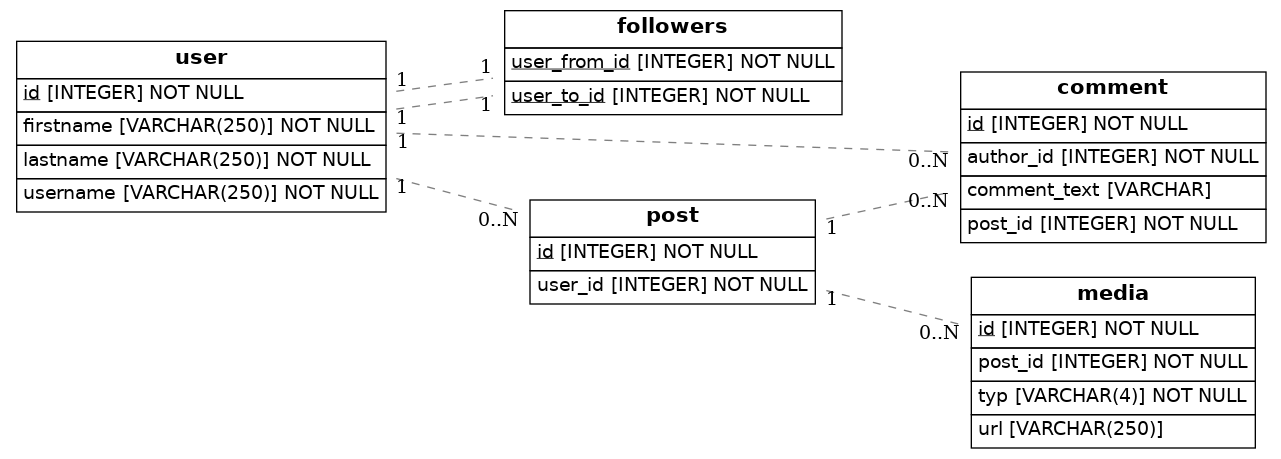 user
id [INTEGER] NOT NULL
firstname [VARCHAR(250)] NOT NULL
lastname [VARCHAR(250)] NOT NULL
username [VARCHAR(250)] NOT NULL
1
1
1
1
1
1
0..N
0..N
followers
user_from_id [INTEGER] NOT NULL
user_to_id [INTEGER] NOT NULL
post
id [INTEGER] NOT NULL
user_id [INTEGER] NOT NULL
1
0..N
1
0..N
comment
id [INTEGER] NOT NULL
author_id [INTEGER] NOT NULL
comment_text [VARCHAR]
post_id [INTEGER] NOT NULL
media
id [INTEGER] NOT NULL
post_id [INTEGER] NOT NULL
typ [VARCHAR(4)] NOT NULL
url [VARCHAR(250)]